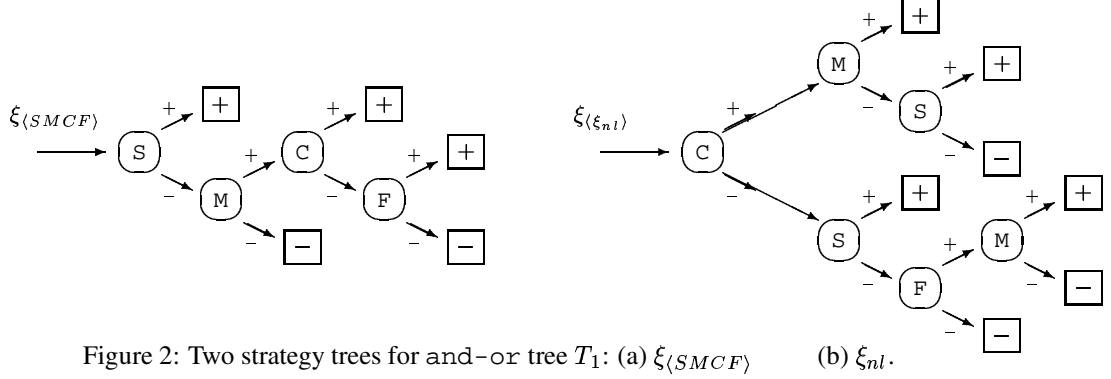 ξ⟨SMCF⟩
S
+
+
−
M
+
C
+
+
−
F
+
+
−
−
−
−
ξ⟨ξnl⟩
C
+
M
+
+
−
S
+
+
−
−
−
S
+
+
−
F
+
M
+
+
−
−
−
−
Figure 2: Two strategy trees for and-or tree T1: (a) ξ⟨SMCF⟩ (b) ξnl.